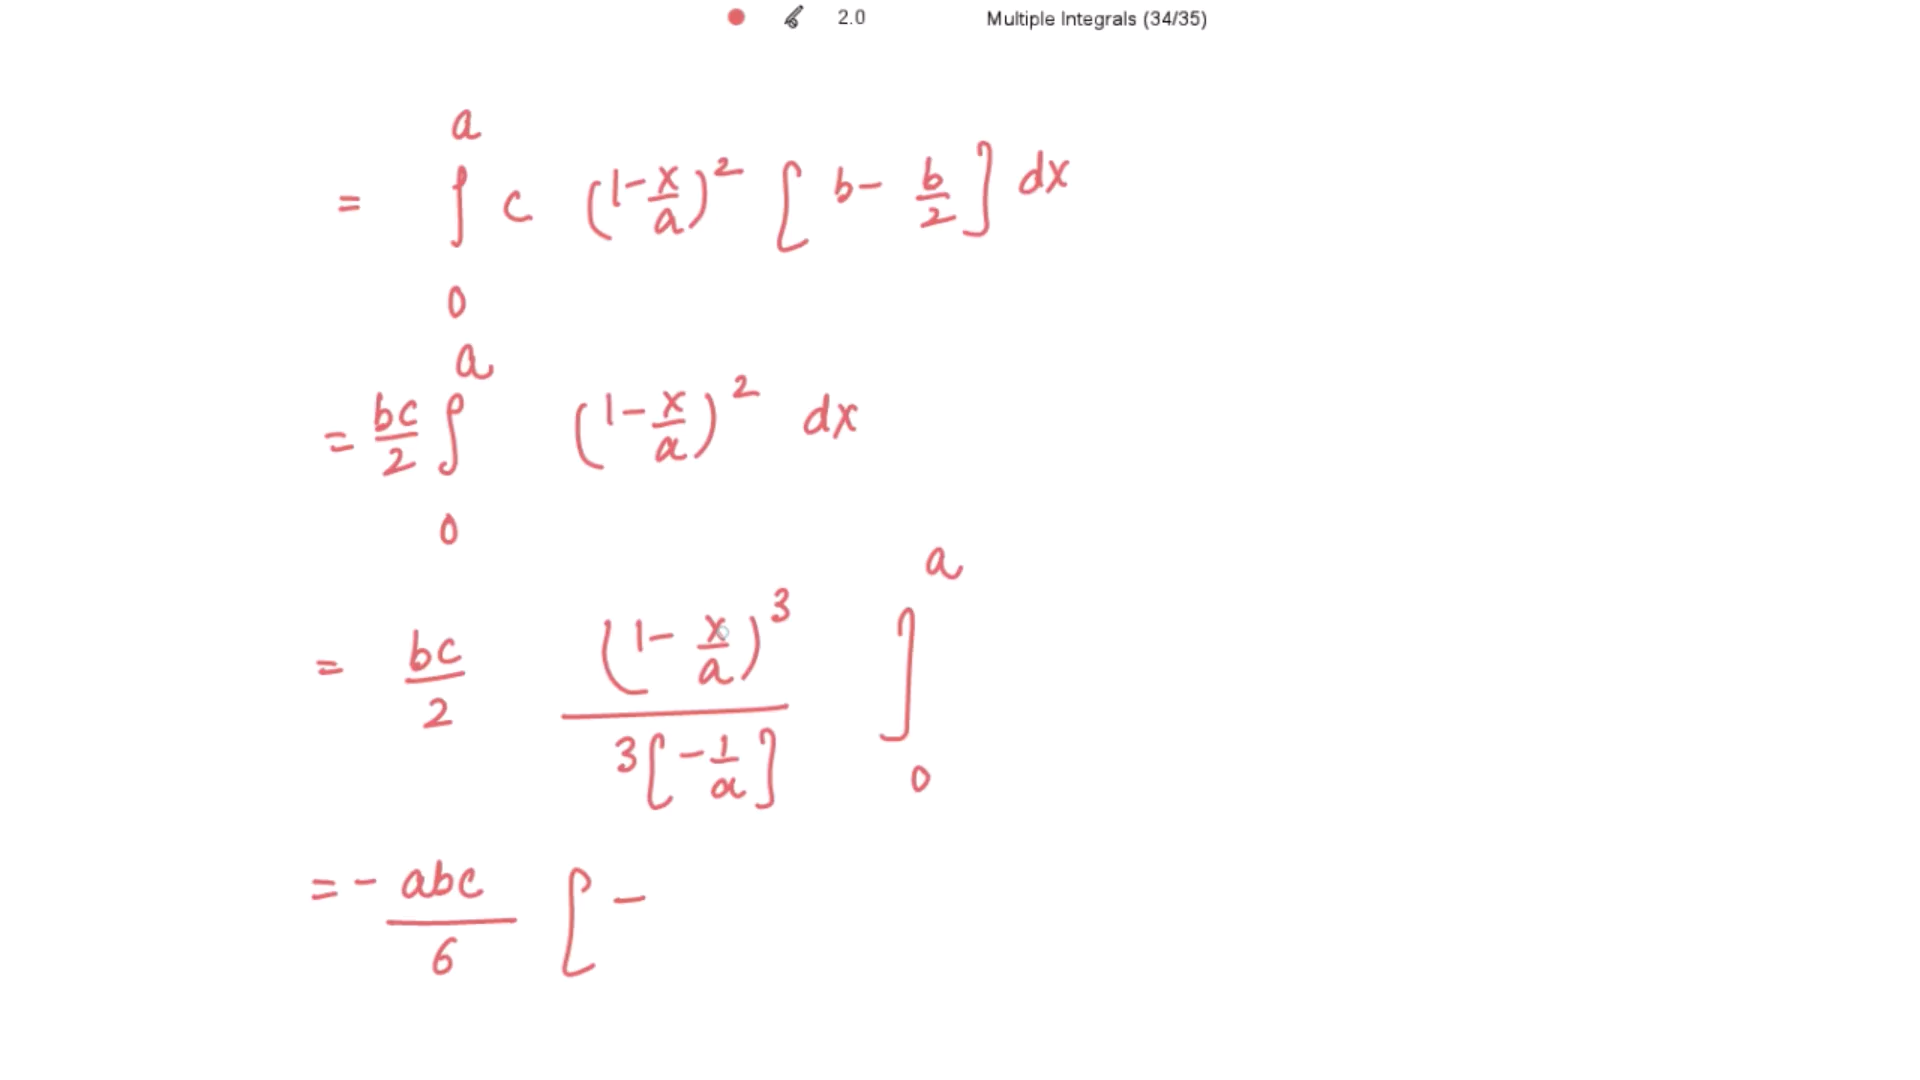 2.0 Multiple Integrals (34/35)
= ∫₀ᵃ c (1 - x/a)² [b - b/2] dx
= bc/2 ∫₀ᵃ (1 - x/a)² dx
= bc/2 (1 - x/a)³ / 3[-1/a] ]₀ᵃ
= - abc/6 [ -